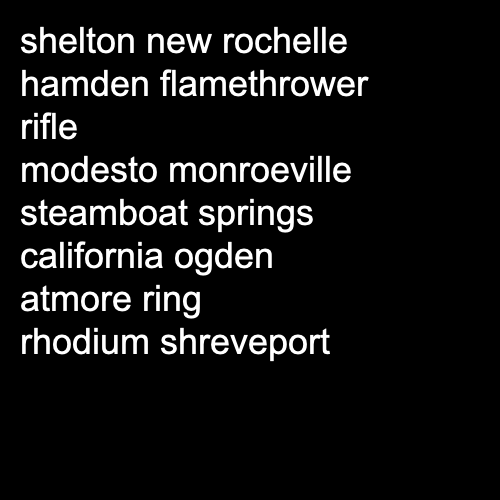 shelton new rochelle
hamden flamethrower
rifle
modesto monroeville
steamboat springs
california ogden
atmore ring
rhodium shreveport